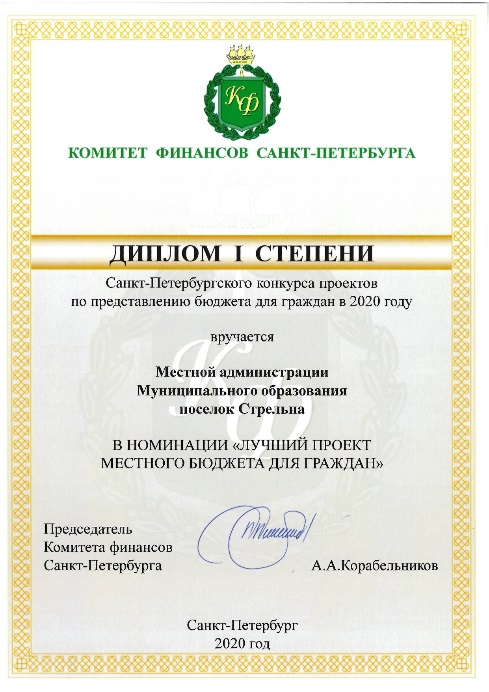 КФ
КОМИТЕТ ФИНАНСОВ САНКТ-ПЕТЕРБУРГА
ДИПЛОМ I СТЕПЕНИ
Санкт-Петербургского конкурса проектов
по представлению бюджета для граждан в 2020 году
вручается
Местной администрации
Муниципального образования
поселок Стрельна
В НОМИНАЦИИ «ЛУЧШИЙ ПРОЕКТ
МЕСТНОГО БЮДЖЕТА ДЛЯ ГРАЖДАН»
Председатель
Комитета финансов
Санкт-Петербурга А.А.Корабельников
Санкт-Петербург
2020 год